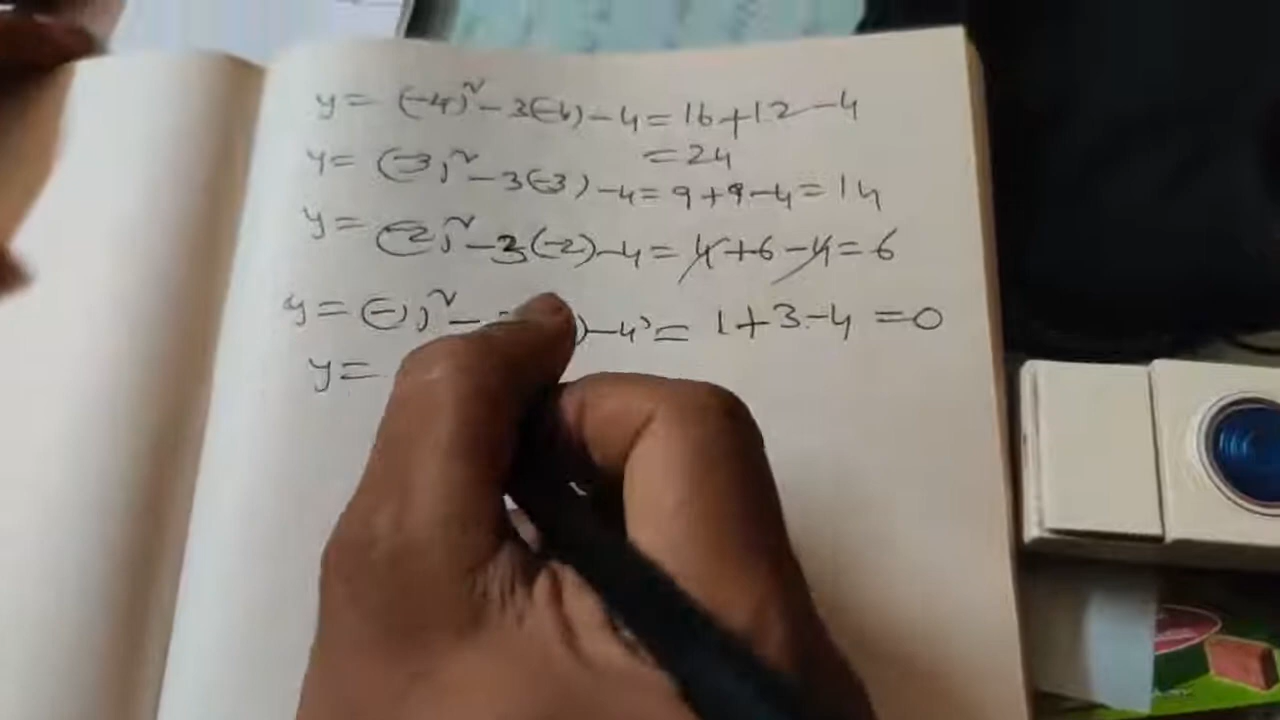 y = (-4)² - 3(-4) - 4 = 16 + 12 - 4
= 24
y = (-3)² - 3(-3) - 4 = 9 + 9 - 4 = 14
y = (-2)² - 3(-2) - 4 = 4 + 6 - 4 = 6
y = (-1)² - ) - 4 = 1 + 3 - 4 = 0
y =